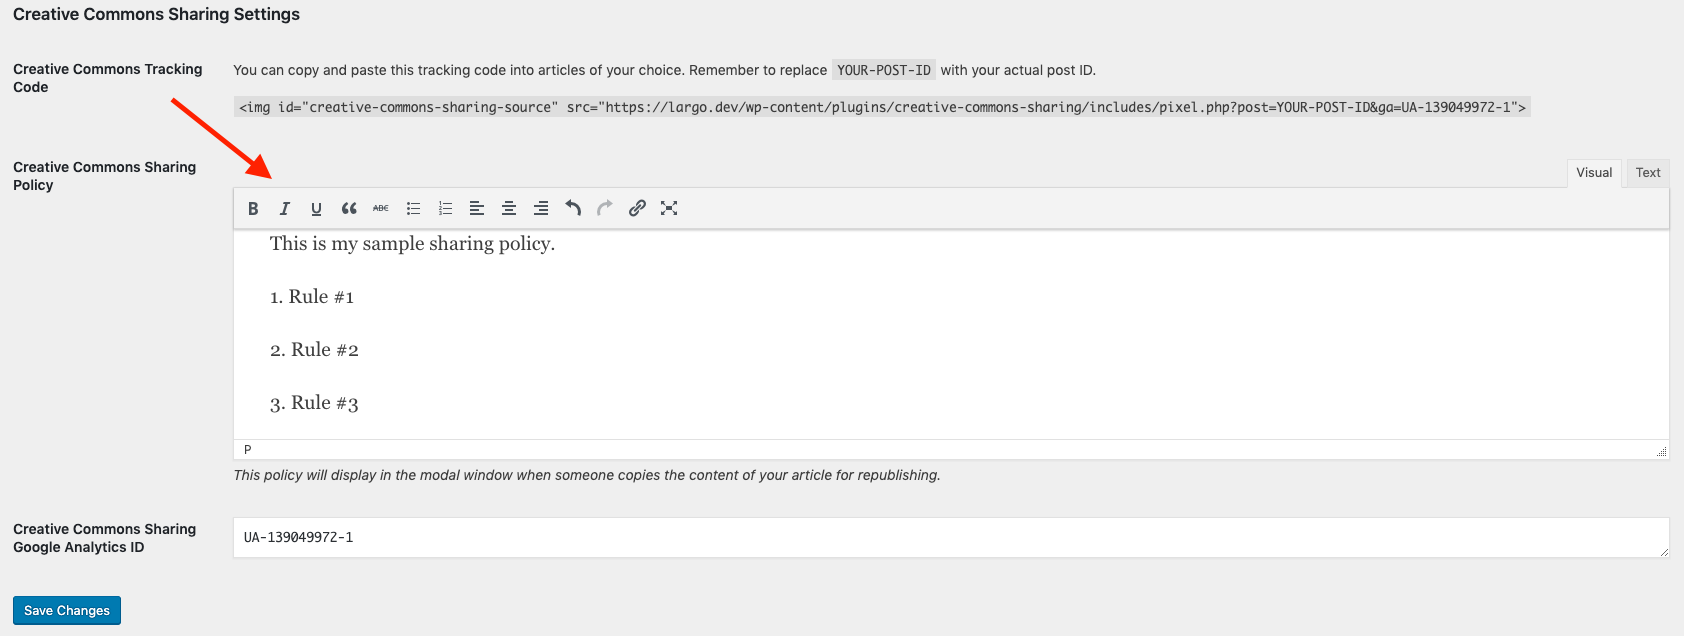 Creative Commons Sharing Settings
Creative Commons Tracking
Code
You can copy and paste this tracking code into articles of your choice. Remember to replace YOUR-POST-ID with your actual post ID.
<img id="creative-commons-sharing-source" src="https://largo.dev/wp-content/plugins/creative-commons-sharing/includes/pixel.php?post=YOUR-POST-ID&ga=UA-139049972-1">
Creative Commons Sharing
Policy
Visual Text
B I U ABC
This is my sample sharing policy.
1. Rule #1
2. Rule #2
3. Rule #3
P
This policy will display in the modal window when someone copies the content of your article for republishing.
Creative Commons Sharing
Google Analytics ID
UA-139049972-1
Save Changes